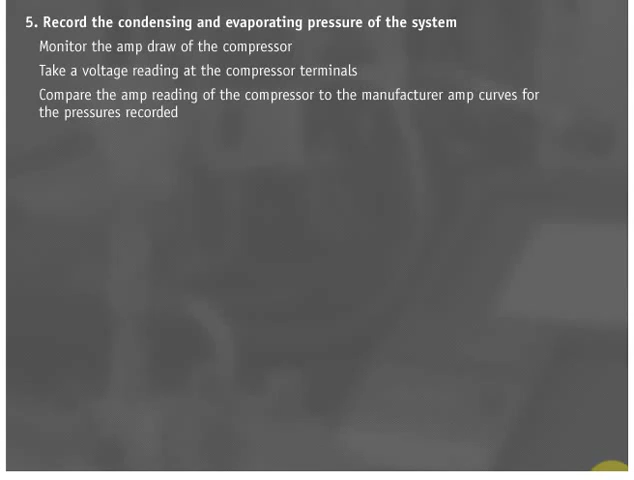 5. Record the condensing and evaporating pressure of the system
Monitor the amp draw of the compressor
Take a voltage reading at the compressor terminals
Compare the amp reading of the compressor to the manufacturer amp curves for
the pressures recorded